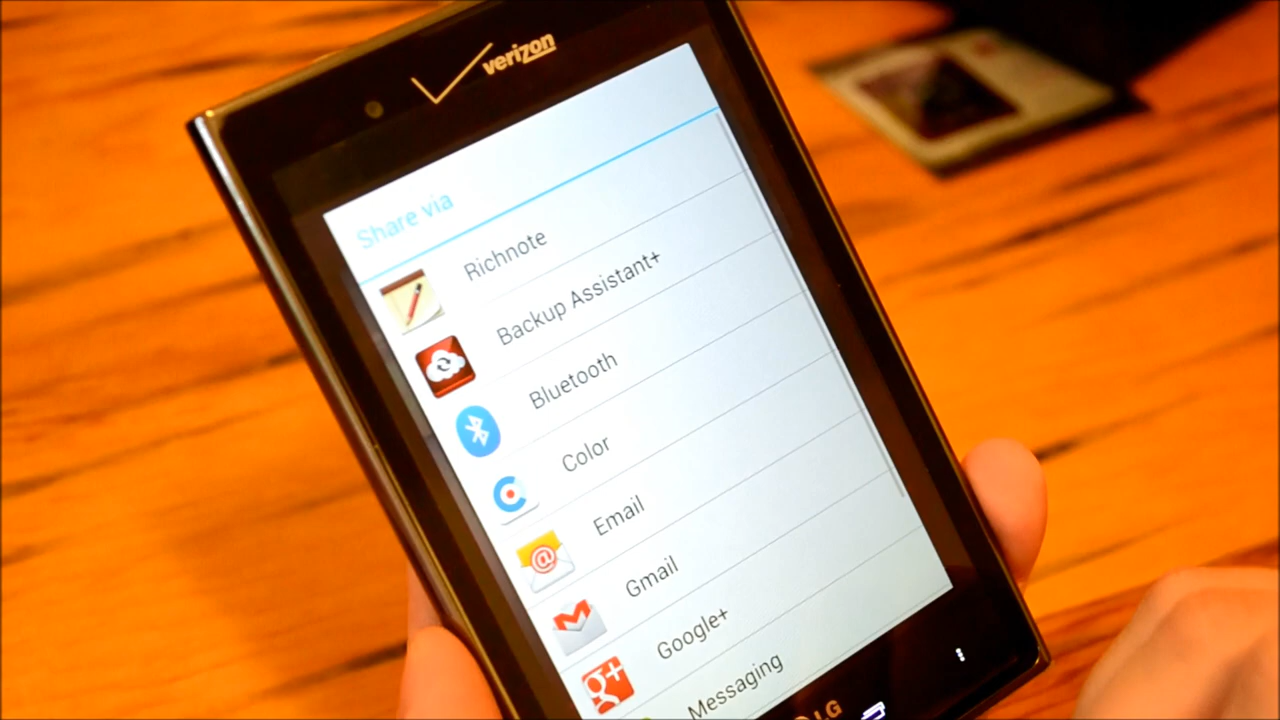 verizon
Share via
Richnote
Backup Assistant+
Bluetooth
Color
Email
Gmail
Google+
Messaging
LG